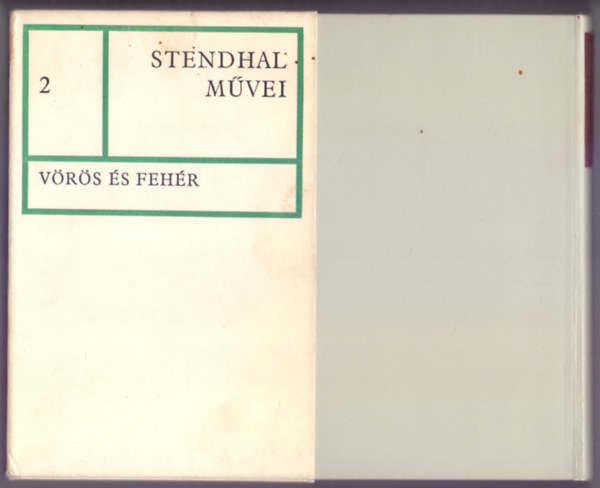 2
STENDHAL
MŰVEI
VÖRÖS ÉS FEHÉR